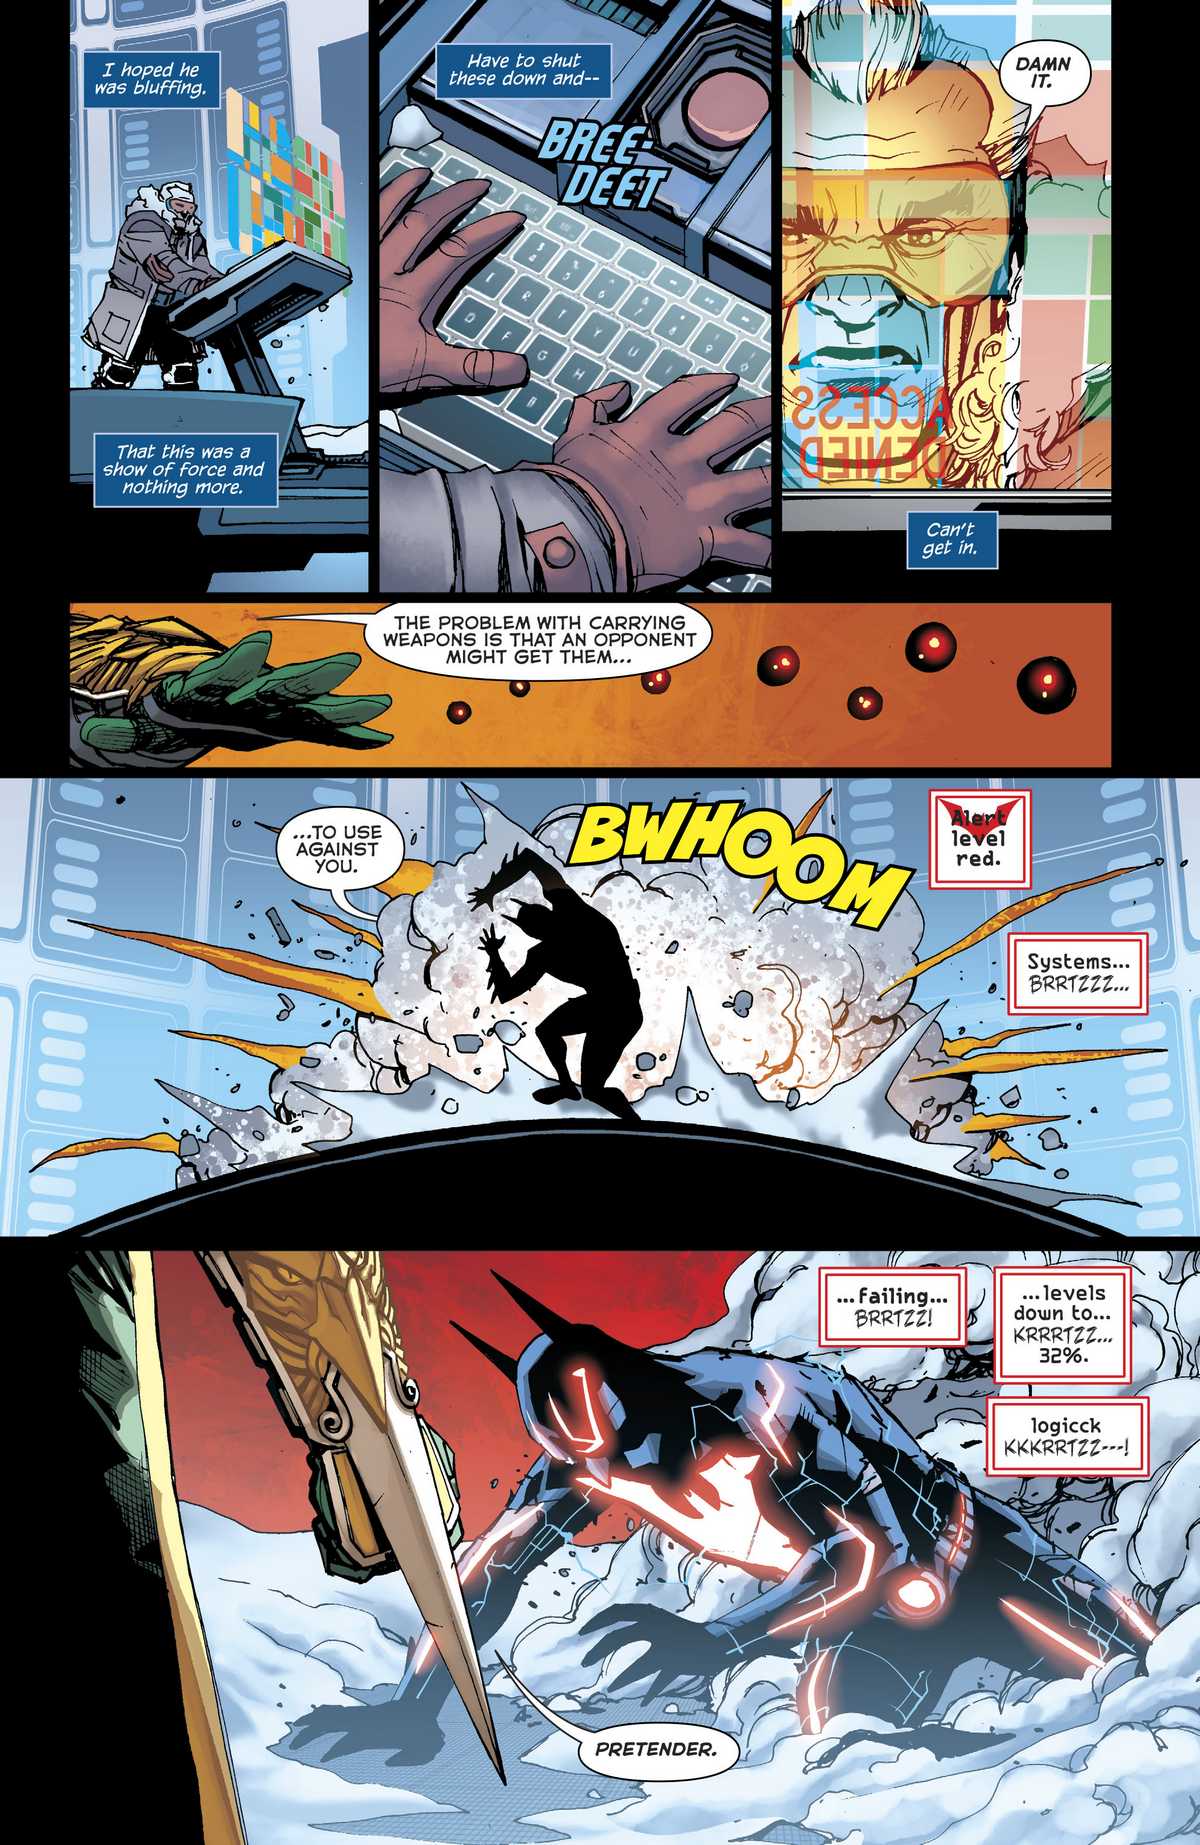 I hoped he
was bluffing.
That this was a
show of force and
nothing more.
Have to shut
these down and--
BREE-
DEET
DAMN
IT.
ACCESS
DENIED
Can't
get in.
THE PROBLEM WITH CARRYING
WEAPONS IS THAT AN OPPONENT
MIGHT GET THEM...
...TO USE
AGAINST
YOU.
BWHOOM
Alert
level
red.
Systems...
BRRTZZZ...
...failing...
BRRTZZ!
...levels
down to...
KRRRTZZ...
32%.
logicck
KKKRRTZZ---!
PRETENDER.